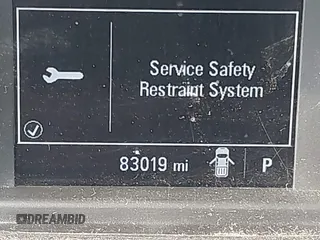 Service Safety
Restraint System
83019 mi
P
DREAMBID